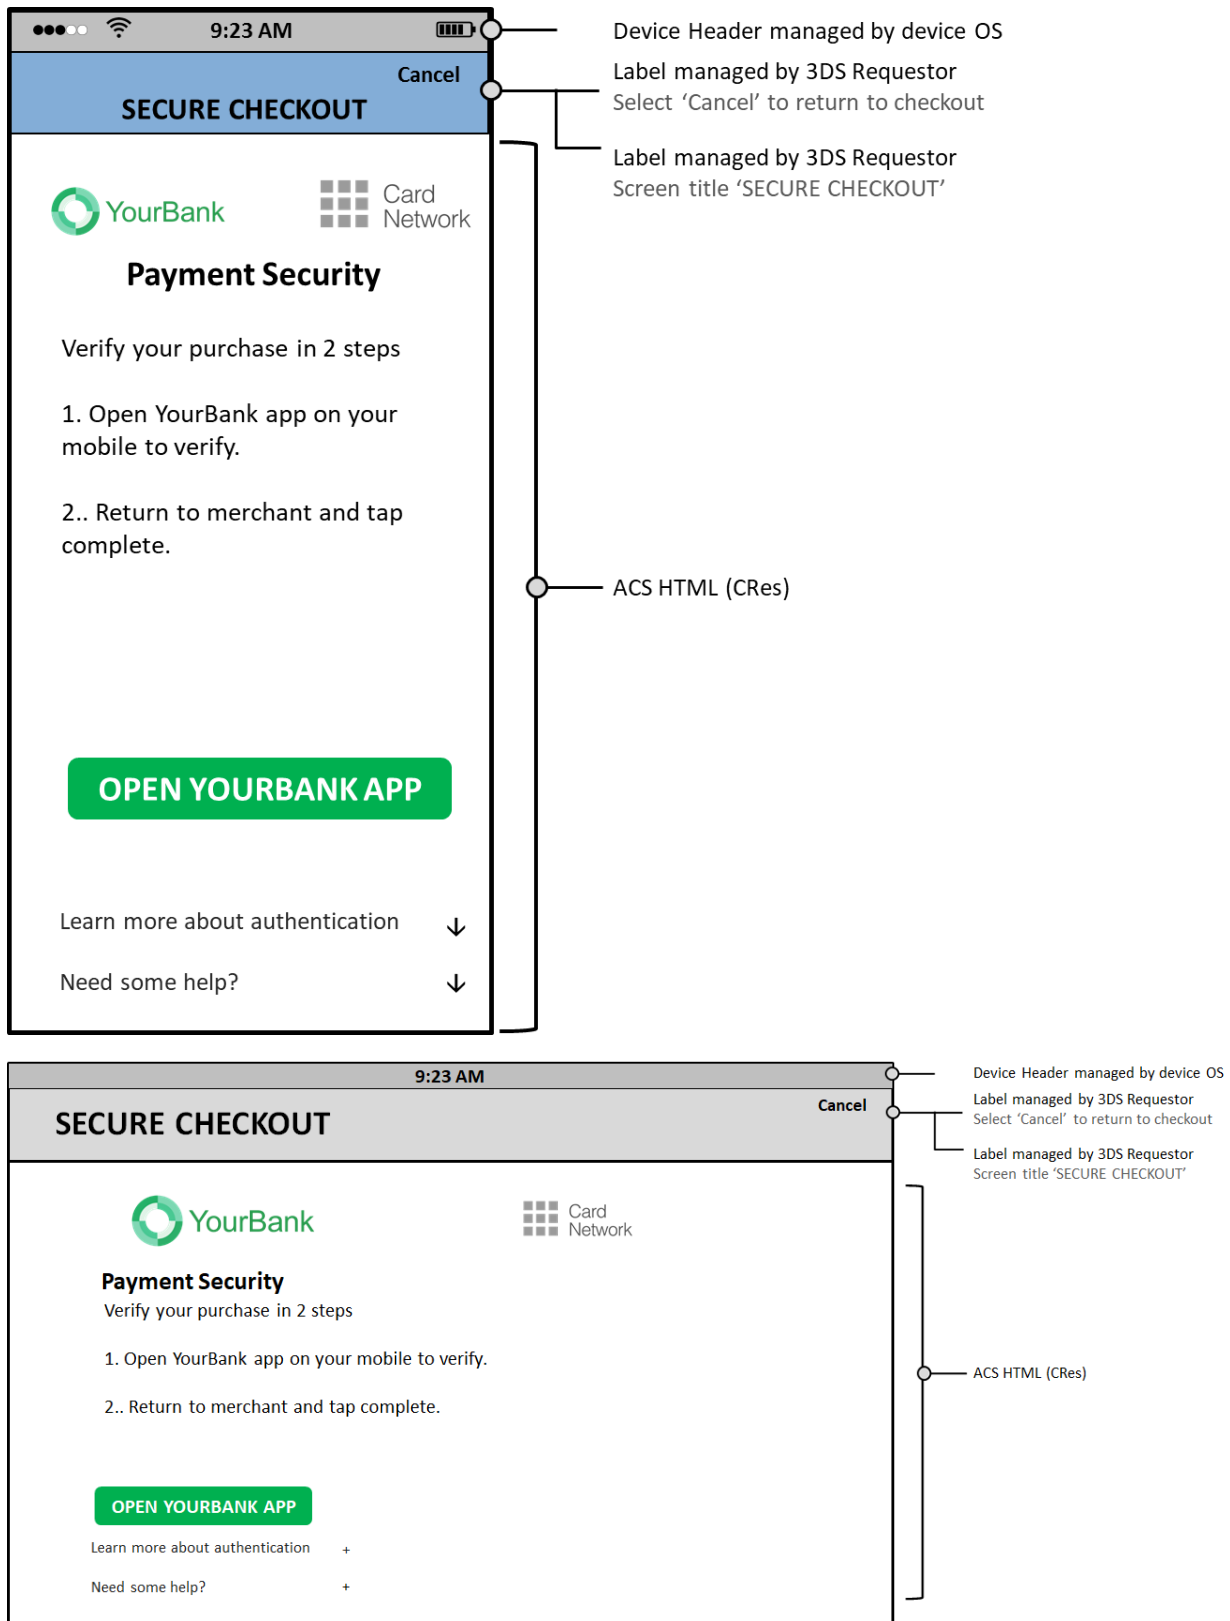 9:23 AM
Cancel
SECURE CHECKOUT
Device Header managed by device OS
Label managed by 3DS Requestor
Select ‘Cancel’ to return to checkout
Label managed by 3DS Requestor
Screen title ‘SECURE CHECKOUT’
YourBank
Card
Network
Payment Security
Verify your purchase in 2 steps
1. Open YourBank app on your
mobile to verify.
2.. Return to merchant and tap
complete.
ACS HTML (CRes)
OPEN YOURBANK APP
Learn more about authentication
Need some help?
9:23 AM
Cancel
SECURE CHECKOUT
Device Header managed by device OS
Label managed by 3DS Requestor
Select ‘Cancel’ to return to checkout
Label managed by 3DS Requestor
Screen title ‘SECURE CHECKOUT’
YourBank
Card
Network
Payment Security
Verify your purchase in 2 steps
1. Open YourBank app on your mobile to verify.
2.. Return to merchant and tap complete.
ACS HTML (CRes)
OPEN YOURBANK APP
Learn more about authentication +
Need some help? +